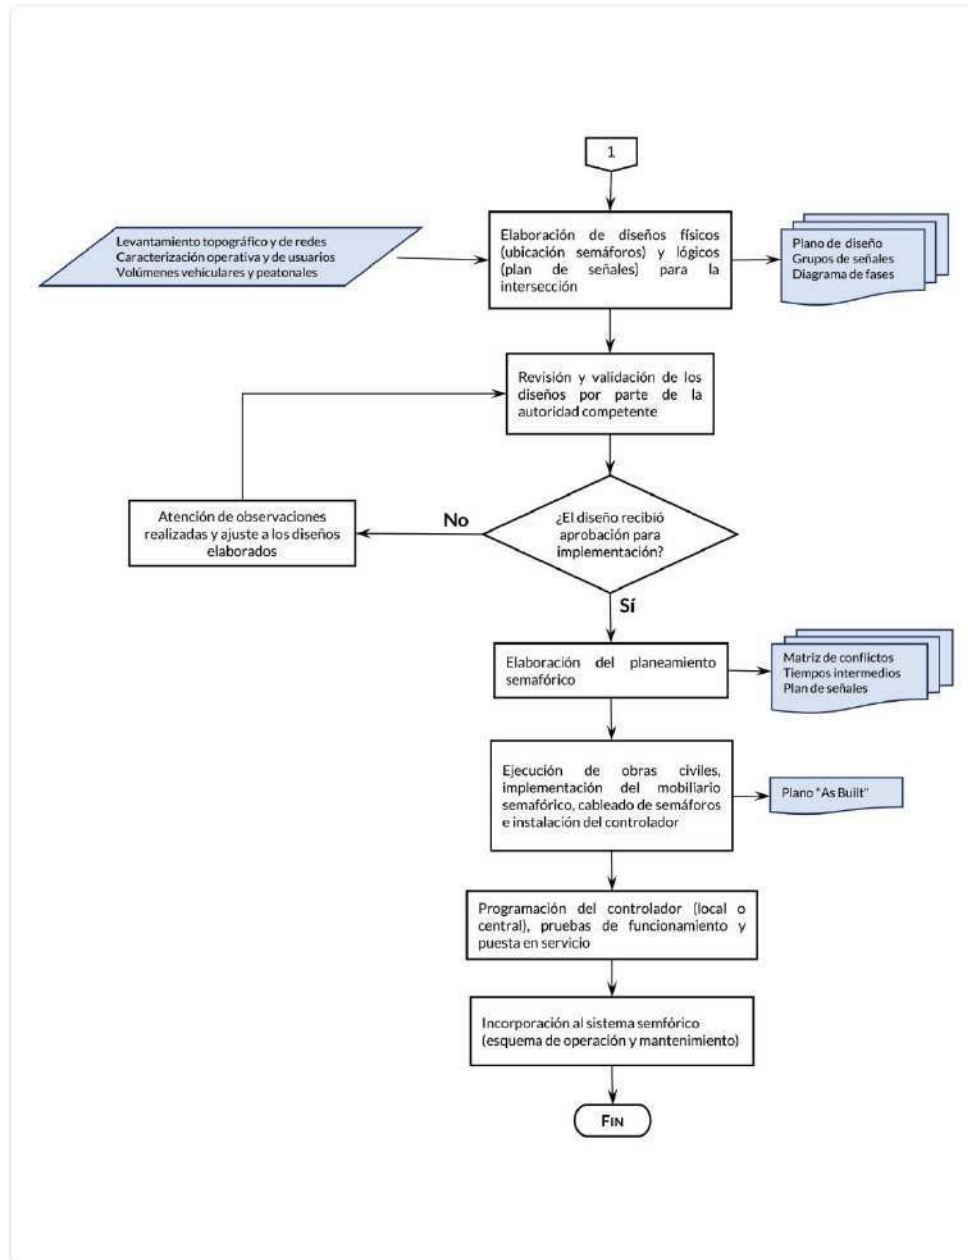 1
Levantamiento topográfico y de redes
Caracterización operativa y de usuarios
Volúmenes vehiculares y peatonales
Elaboración de diseños físicos
(ubicación semáforos) y lógicos
(plan de señales) para la
intersección
Plano de diseño
Grupos de señales
Diagrama de fases
Revisión y validación de los
diseños por parte de la
autoridad competente
Atención de observaciones
realizadas y ajuste a los diseños
elaborados
No
¿El diseño recibió
aprobación para
implementación?
Sí
Elaboración del planeamiento
semafórico
Matriz de conflictos
Tiempos intermedios
Plan de señales
Ejecución de obras civiles,
implementación del mobiliario
semafórico, cableado de semáforos
e instalación del controlador
Plano "As Built"
Programación del controlador (local o
central), pruebas de funcionamiento y
puesta en servicio
Incorporación al sistema semfórico
(esquema de operación y mantenimiento)
FIN